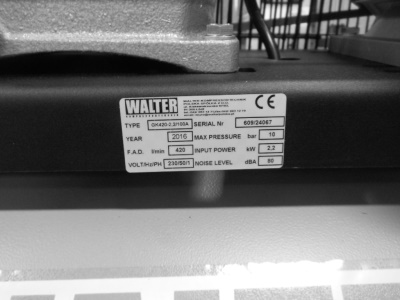 WALTER
CE
TYPE GK420-2,2/100A SERIAL Nr 609/24067
YEAR 2016 MAX PRESSURE bar 10
F.A.D. l/min 420 INPUT POWER kW 2,2
VOLT/Hz/PH 230/50/1 NOISE LEVEL dBA 80